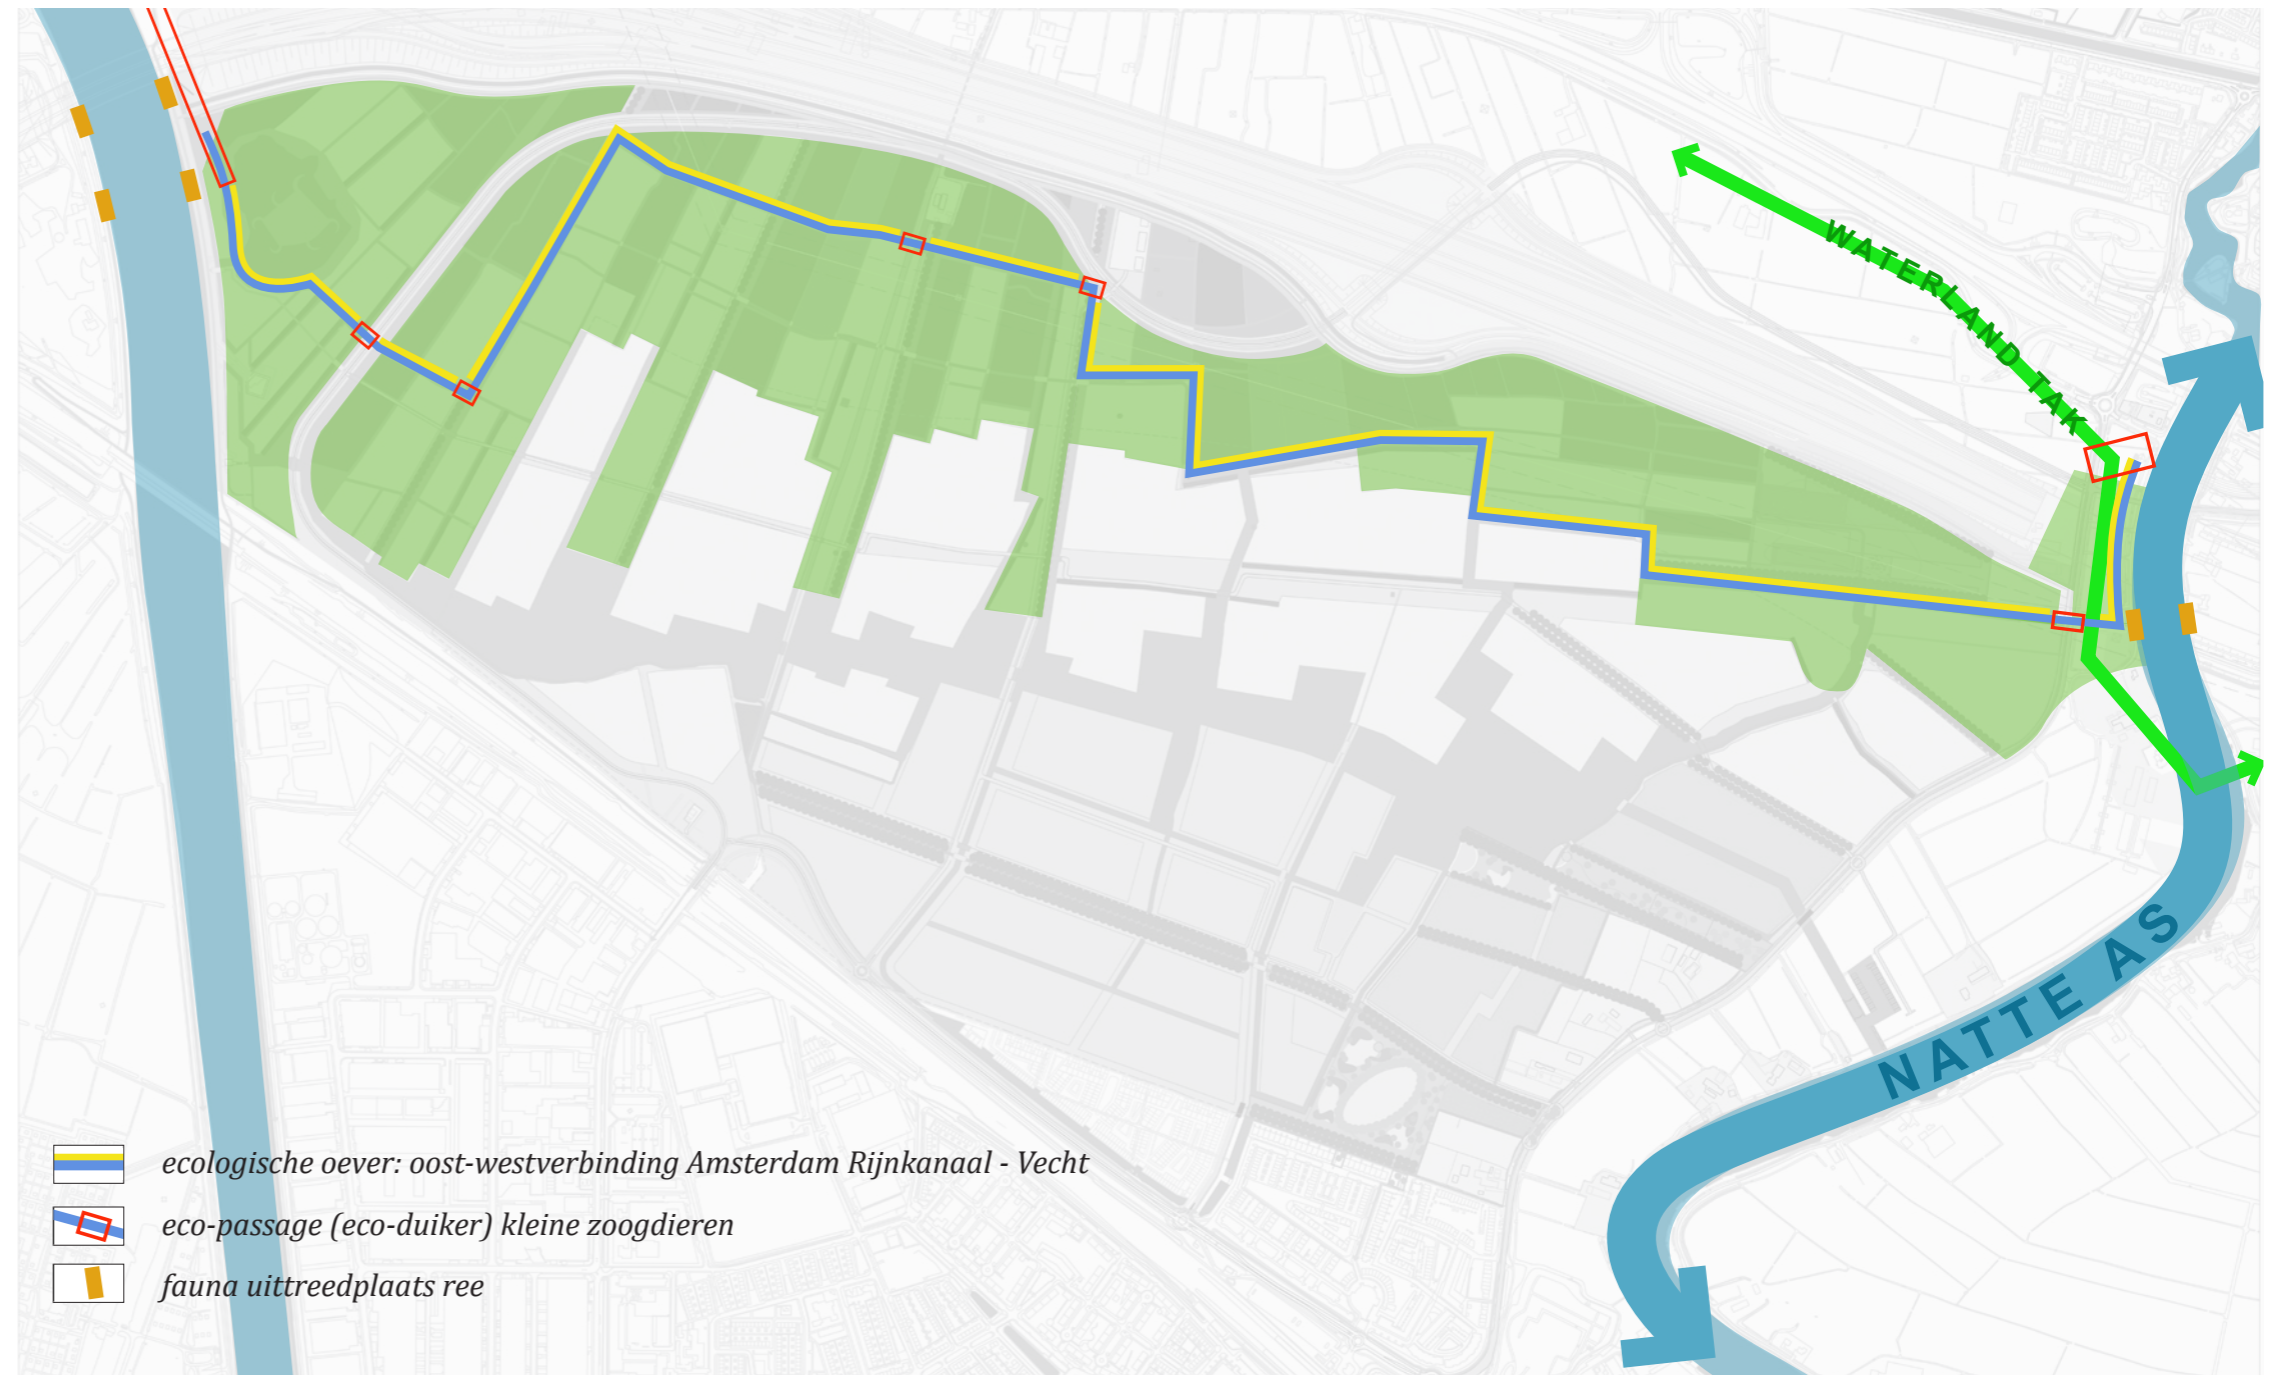 WATERLAND TAK
NATTE AS
ecologische oever: oost-westverbinding Amsterdam Rijnkanaal - Vecht
eco-passage (eco-duiker) kleine zoogdieren
fauna uittreedplaats ree